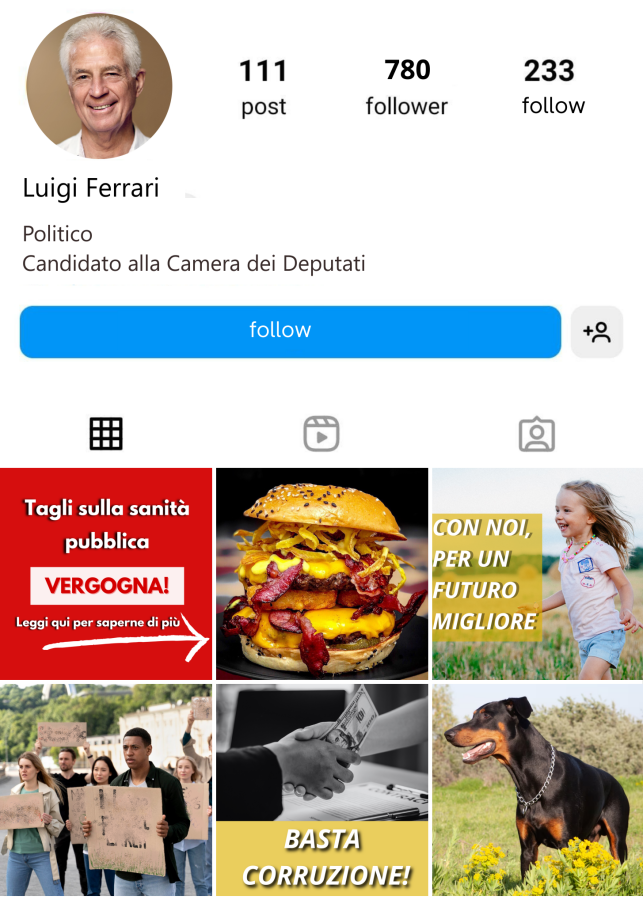 111
780
233
post
follower
follow
Luigi Ferrari
Politico
Candidato alla Camera dei Deputati
follow
Tagli sulla sanità
pubblica
VERGOGNA!
Leggi qui per saperne di più
CON NOI,
PER UN
FUTURO
MIGLIORE
BASTA
CORRUZIONE!